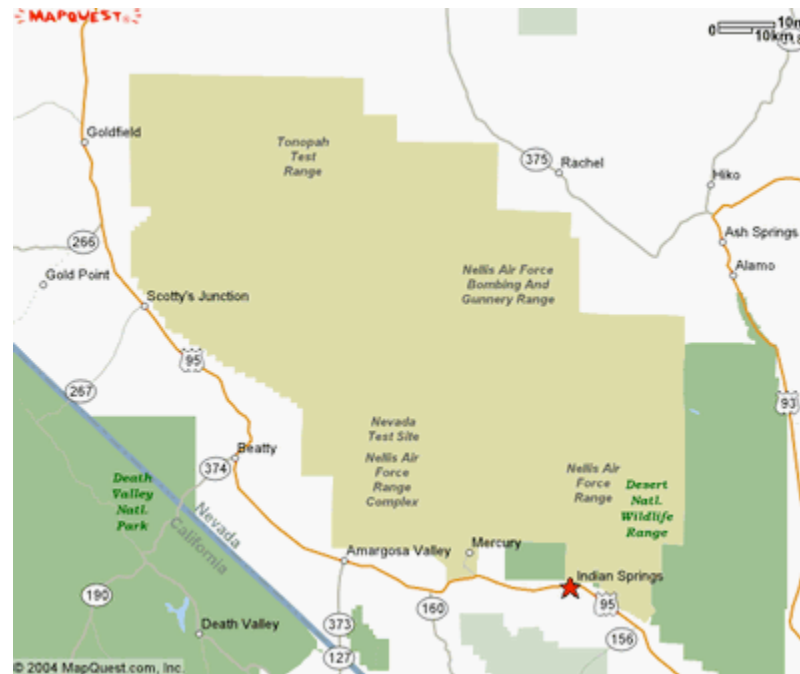 MAPQUEST
10m
0
10km
318
Goldfield
Tonopah
Test
Range
375
Rachel
Hiko
266
Ash Springs
Gold Point
Nellis Air Force
Bombing And
Gunnery Range
Alamo
Scotty's Junction
95
267
93
Nevada
Test Site
Beatty
374
Nellis Air
Force
Range
Complex
Nellis Air
Force
Range
Death
Valley
Natl.
Park
Desert
Natl.
Wildlife
Range
Nevada
California
Mercury
Amargosa Valley
Indian Springs
190
160
95
373
Death Valley
156
127
© 2004 MapQuest.com, Inc